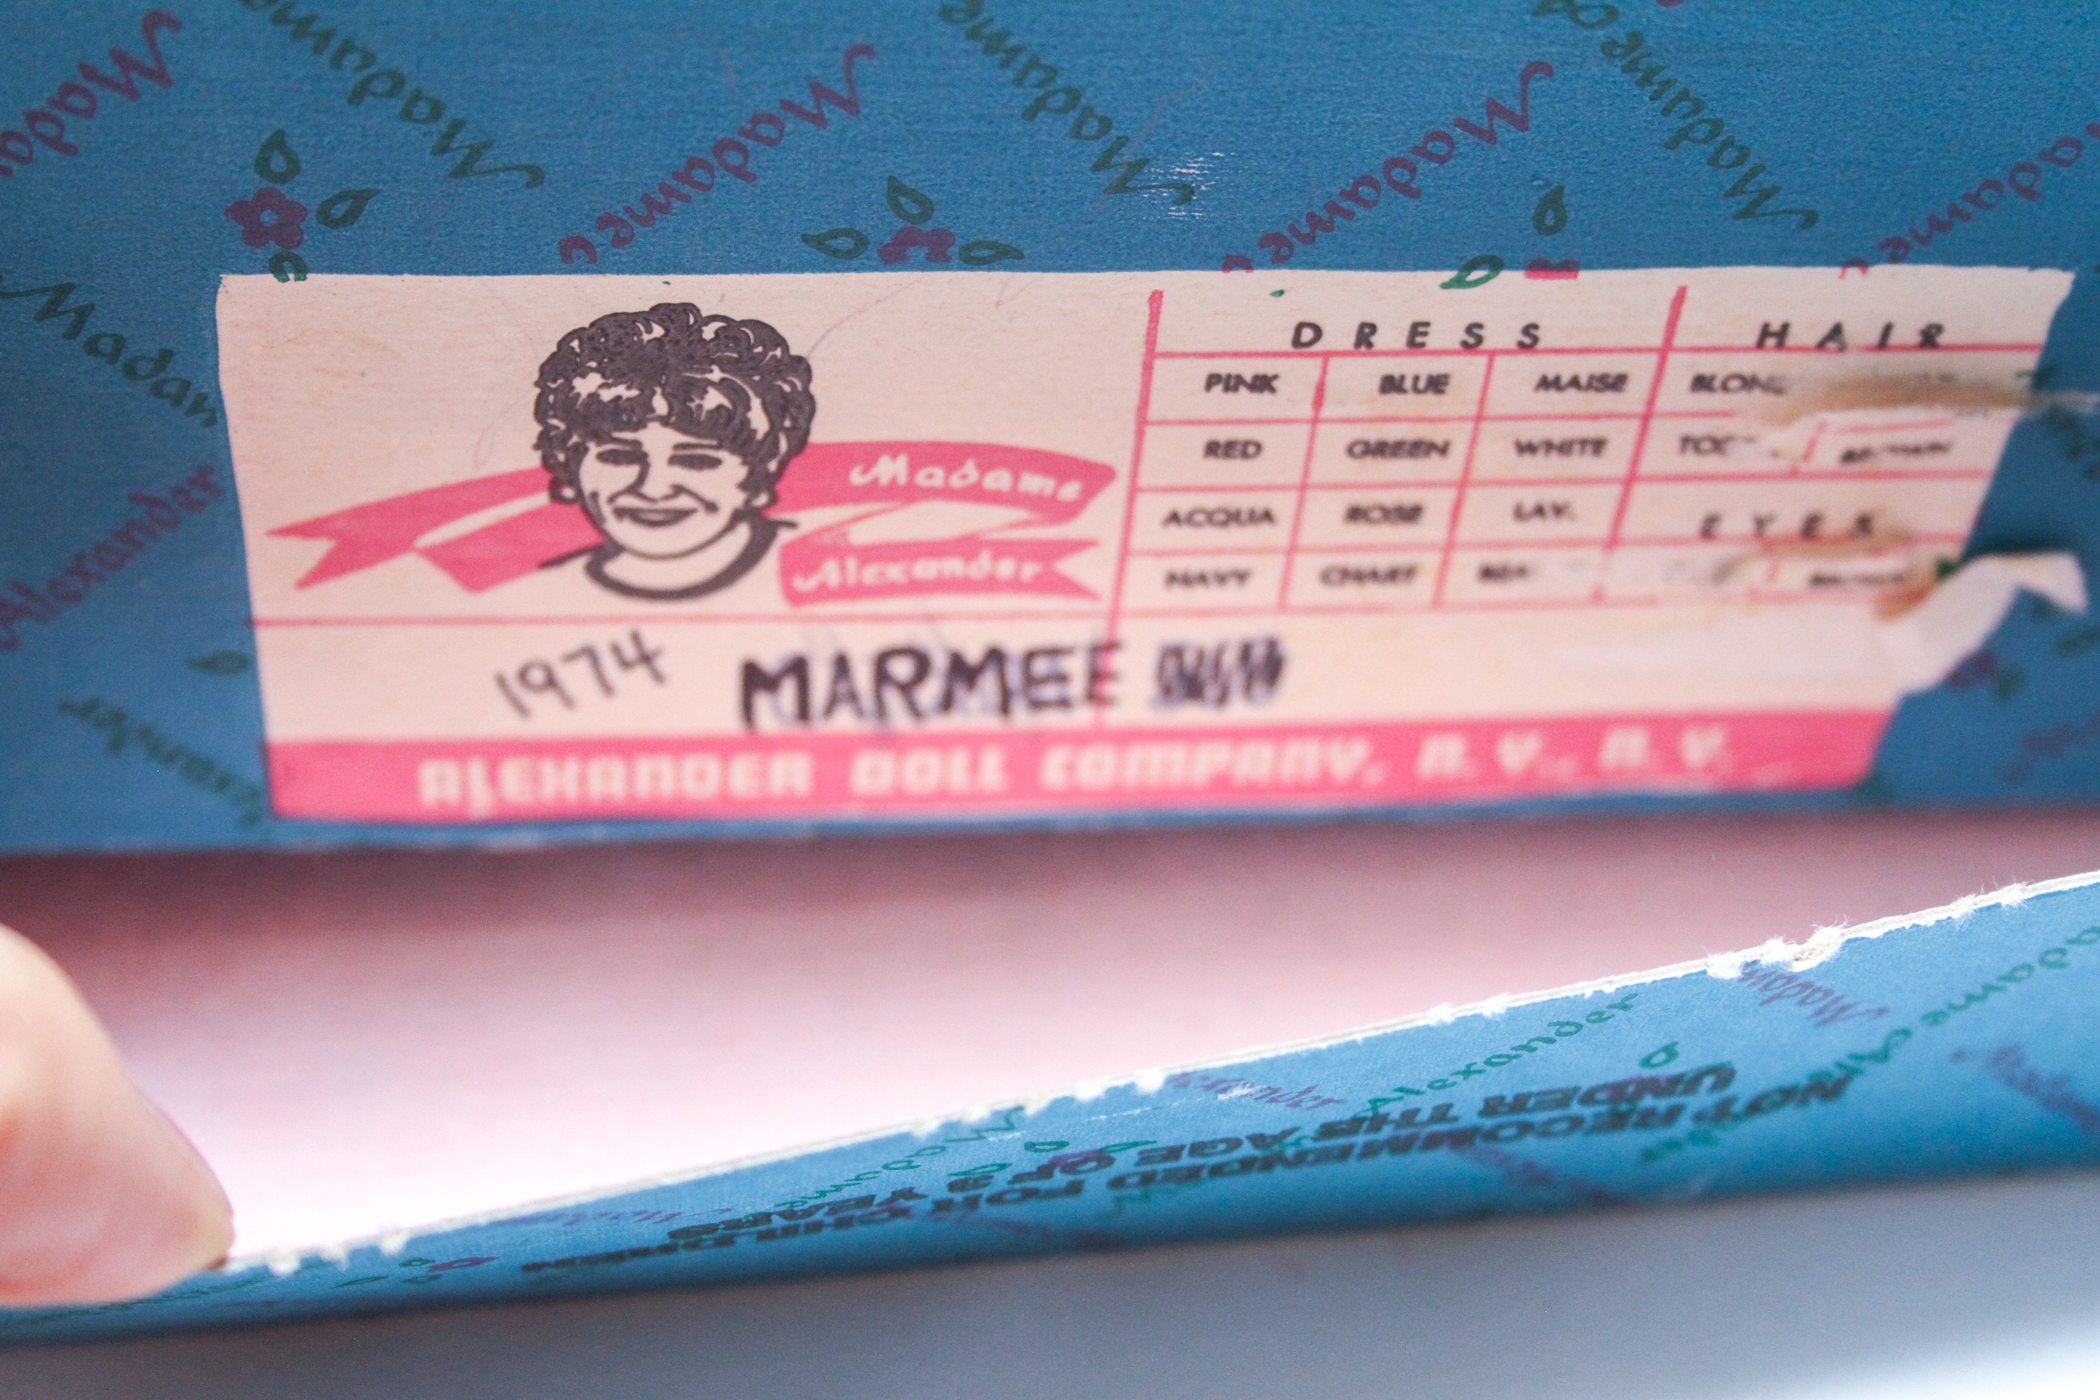 Madame
Alexander
DRESS HAIR
PINK BLUE MAISE
RED GREEN WHITE
ACQUA ROSE LAV. EYES
NAVY CHART
1974 MARMEE
ALEXANDER DOLL COMPANY, N. Y., N. Y.
Madame Madame Madame Madame Madame Madame
Alexander
NOT RECOMMENDED FOR CHILDREN
UNDER THE AGE OF 3 YEARS
Alexander
Madame